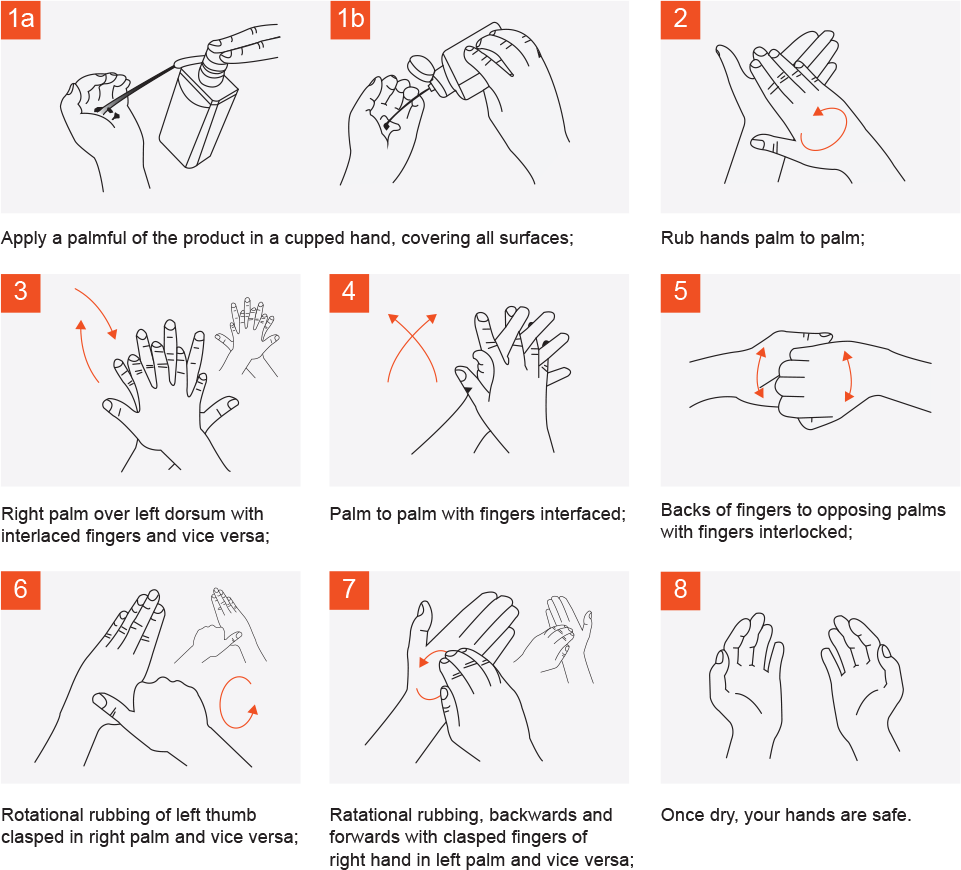 1a
1b
Apply a palmful of the product in a cupped hand, covering all surfaces;
2
Rub hands palm to palm;
3
Right palm over left dorsum with
interlaced fingers and vice versa;
4
Palm to palm with fingers interfaced;
5
Backs of fingers to opposing palms
with fingers interlocked;
6
Rotational rubbing of left thumb
clasped in right palm and vice versa;
7
Ratational rubbing, backwards and
forwards with clasped fingers of
right hand in left palm and vice versa;
8
Once dry, your hands are safe.